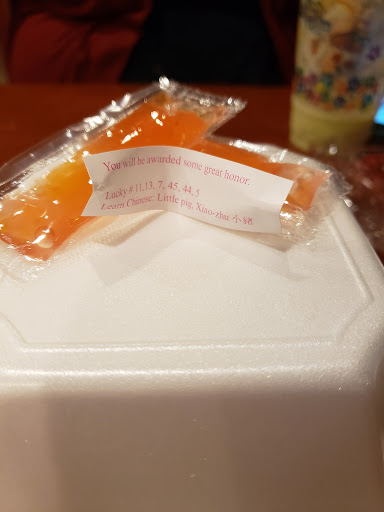 You will be awarded some great honor.
Lucky # 11,13, 7, 45, 44, 5
Learn Chinese: Little pig, Xiao-zhu: 小 猪